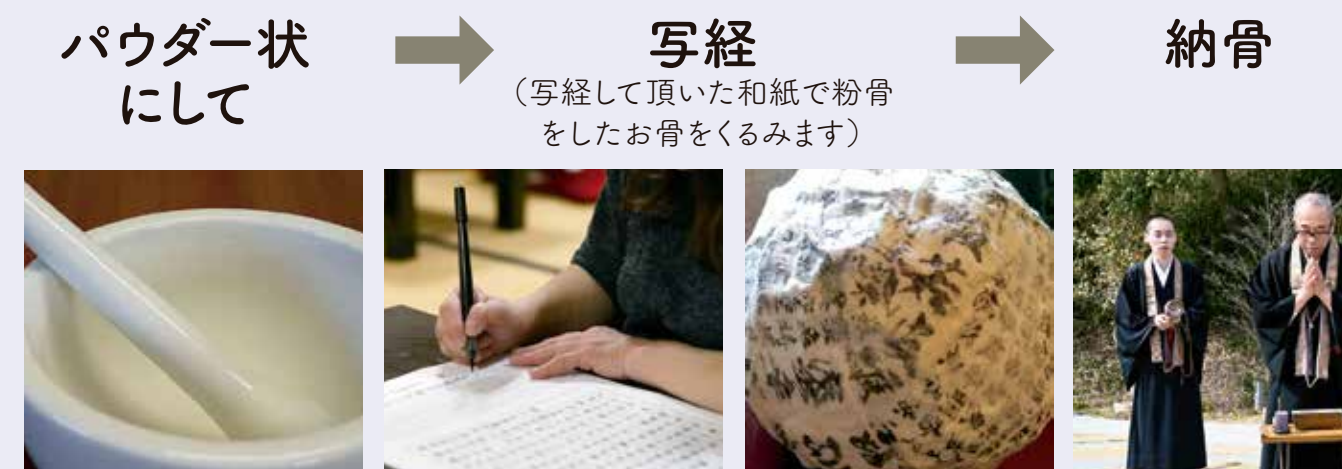 パウダー状
にして
写経
（写経して頂いた和紙で粉骨
をしたお骨をくるみます）
納骨